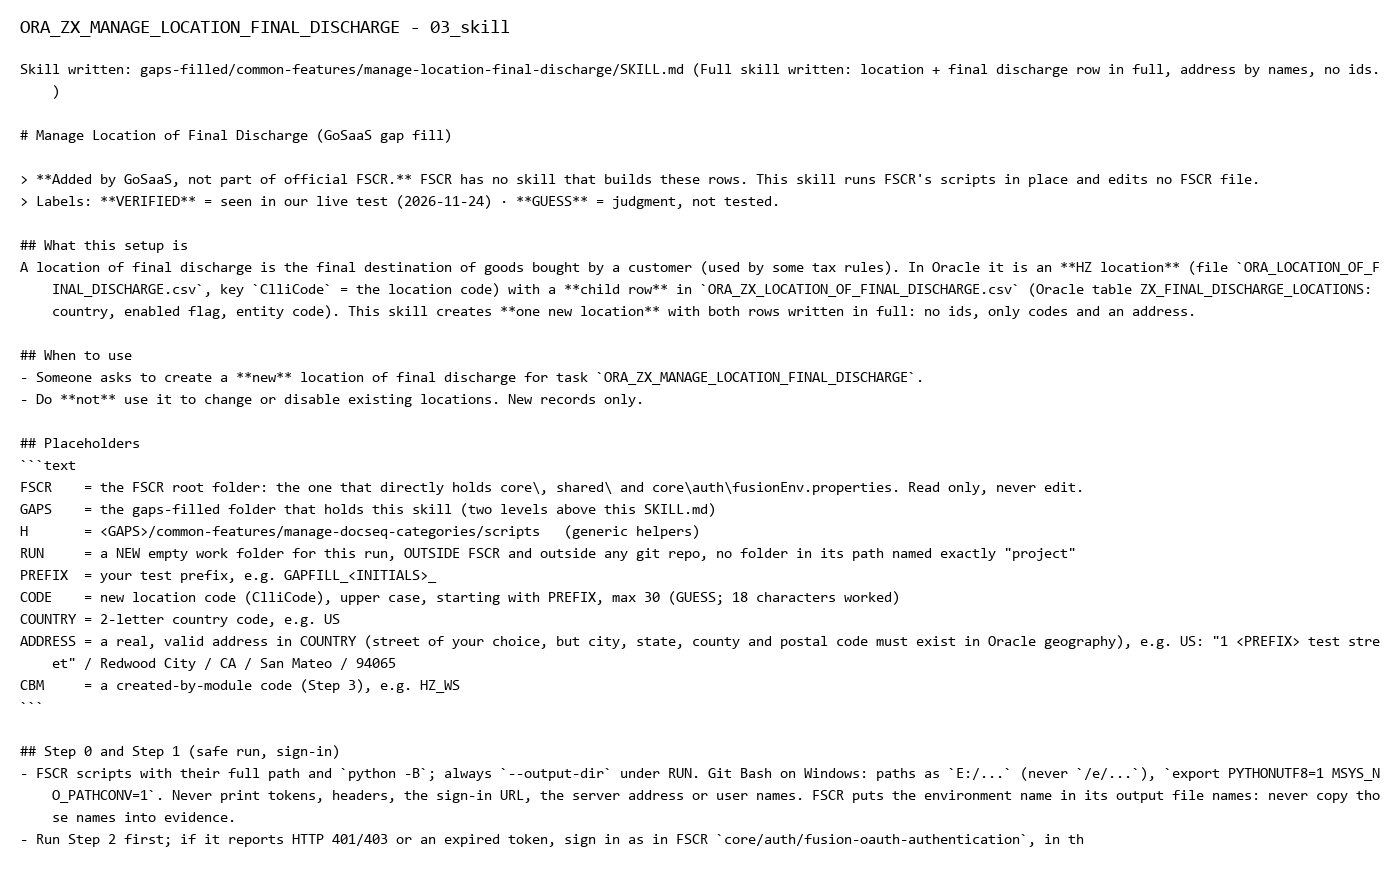 ORA_ZX_MANAGE_LOCATION_FINAL_DISCHARGE - 03_skill
Skill written: gaps-filled/common-features/manage-location-final-discharge/SKILL.md (Full skill written: location + final discharge row in full, address by names, no ids.
)
# Manage Location of Final Discharge (GoSaaS gap fill)
> **Added by GoSaaS, not part of official FSCR.** FSCR has no skill that builds these rows. This skill runs FSCR's scripts in place and edits no FSCR file.
> Labels: **VERIFIED** = seen in our live test (2026-11-24) · **GUESS** = judgment, not tested.
## What this setup is
A location of final discharge is the final destination of goods bought by a customer (used by some tax rules). In Oracle it is an **HZ location** (file `ORA_LOCATION_OF_F
INAL_DISCHARGE.csv`, key `ClliCode` = the location code) with a **child row** in `ORA_ZX_LOCATION_OF_FINAL_DISCHARGE.csv` (Oracle table ZX_FINAL_DISCHARGE_LOCATIONS:
country, enabled flag, entity code). This skill creates **one new location** with both rows written in full: no ids, only codes and an address.
## When to use
- Someone asks to create a **new** location of final discharge for task `ORA_ZX_MANAGE_LOCATION_FINAL_DISCHARGE`.
- Do **not** use it to change or disable existing locations. New records only.
## Placeholders
```text
FSCR    = the FSCR root folder: the one that directly holds core\, shared\ and core\auth\fusionEnv.properties. Read only, never edit.
GAPS    = the gaps-filled folder that holds this skill (two levels above this SKILL.md)
H       = <GAPS>/common-features/manage-docseq-categories/scripts   (generic helpers)
RUN     = a NEW empty work folder for this run, OUTSIDE FSCR and outside any git repo, no folder in its path named exactly "project"
PREFIX  = your test prefix, e.g. GAPFILL_<INITIALS>_
CODE    = new location code (ClliCode), upper case, starting with PREFIX, max 30 (GUESS; 18 characters worked)
COUNTRY = 2-letter country code, e.g. US
ADDRESS = a real, valid address in COUNTRY (street of your choice, but city, state, county and postal code must exist in Oracle geography), e.g. US: "1 <PREFIX> test stre
et" / Redwood City / CA / San Mateo / 94065
CBM     = a created-by-module code (Step 3), e.g. HZ_WS
```
## Step 0 and Step 1 (safe run, sign-in)
- FSCR scripts with their full path and `python -B`; always `--output-dir` under RUN. Git Bash on Windows: paths as `E:/...` (never `/e/...`), `export PYTHONUTF8=1 MSYS_N
O_PATHCONV=1`. Never print tokens, headers, the sign-in URL, the server address or user names. FSCR puts the environment name in its output file names: never copy tho
se names into evidence.
- Run Step 2 first; if it reports HTTP 401/403 or an expired token, sign in as in FSCR `core/auth/fusion-oauth-authentication`, in th